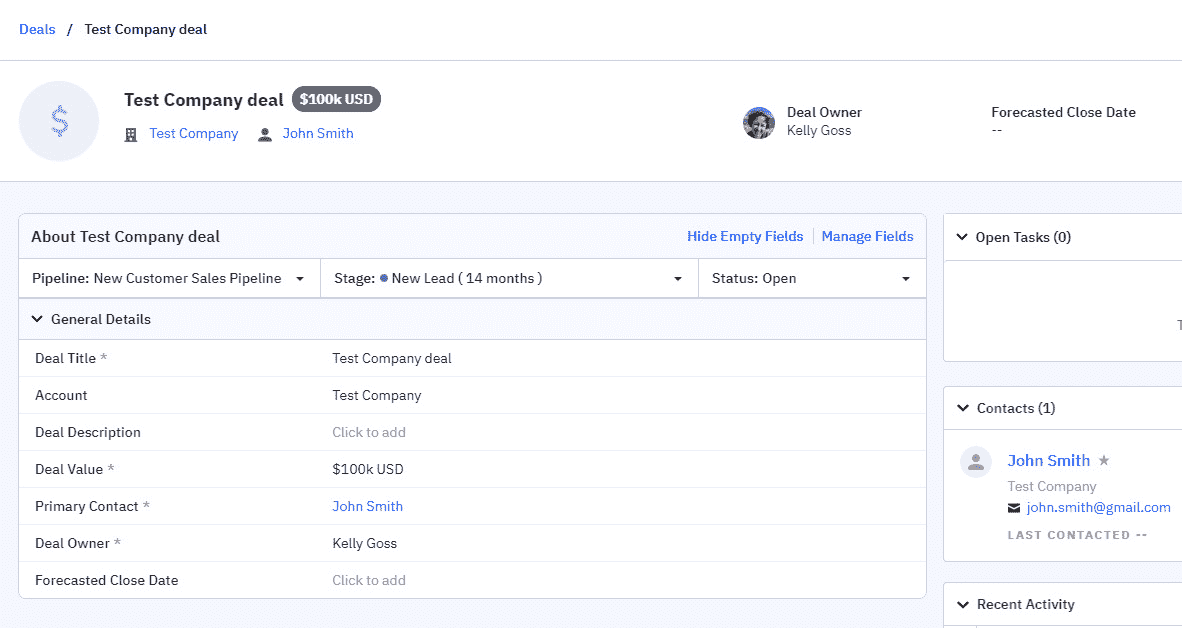 Deals / Test Company deal
$
Test Company deal $100k USD
Test Company John Smith
Deal Owner
Kelly Goss
Forecasted Close Date
--
About Test Company deal Hide Empty Fields Manage Fields
Pipeline: New Customer Sales Pipeline Stage: New Lead ( 14 months ) Status: Open
General Details
Deal Title * Test Company deal
Account Test Company
Deal Description Click to add
Deal Value * $100k USD
Primary Contact * John Smith
Deal Owner * Kelly Goss
Forecasted Close Date Click to add
Open Tasks (0)
Contacts (1)
John Smith ★
Test Company
john.smith@gmail.com
LAST CONTACTED --
Recent Activity